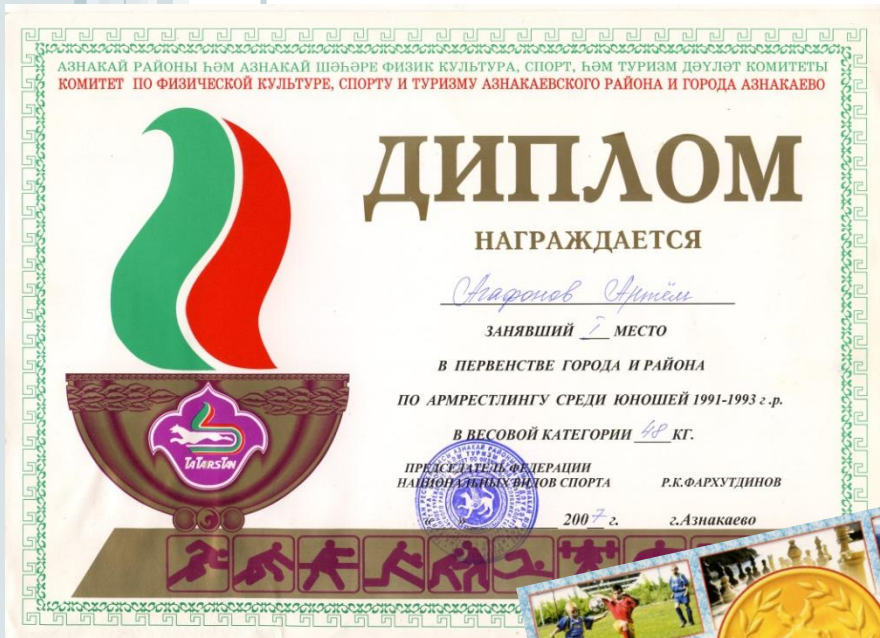 АЗНАКАЙ РАЙОНЫ ҺӘМ АЗНАКАЙ ШӘҺӘРЕ ФИЗИК КУЛЬТУРА, СПОРТ, ҺӘМ ТУРИЗМ ДӘҮЛӘТ КОМИТЕТЫ
КОМИТЕТ ПО ФИЗИЧЕСКОЙ КУЛЬТУРЕ, СПОРТУ И ТУРИЗМУ АЗНАКАЕВСКОГО РАЙОНА И ГОРОДА АЗНАКАЕВО
ДИПЛОМ
НАГРАЖДАЕТСЯ
Агафонов Артём
ЗАНЯВШИЙ I МЕСТО
В ПЕРВЕНСТВЕ ГОРОДА И РАЙОНА
ПО АРМРЕСТЛИНГУ СРЕДИ ЮНОШЕЙ 1991-1993 г.р.
В ВЕСОВОЙ КАТЕГОРИИ 48 КГ.
ПРЕДСЕДАТЕЛЬ ФЕДЕРАЦИИ
НАЦИОНАЛЬНЫХ ВИДОВ СПОРТА Р.К.ФАРХУТДИНОВ
2007 г. г.Азнакаево
TATARSTAN